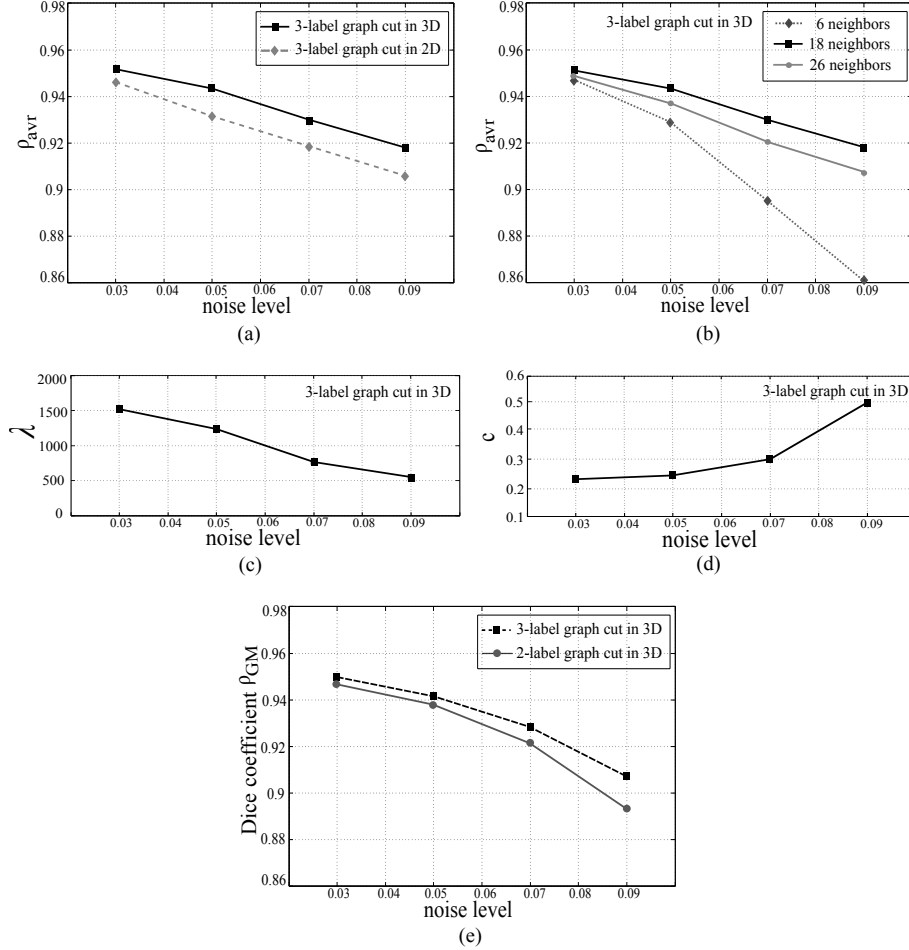 0.98
0.96
0.94
0.92
0.9
0.88
0.86
ρavr
3-label graph cut in 3D
3-label graph cut in 2D
0.03 0.04 0.05 0.06 0.07 0.08 0.09
noise level
(a)
0.98
0.96
0.94
0.92
0.9
0.88
0.86
ρavr
3-label graph cut in 3D
6 neighbors
18 neighbors
26 neighbors
0.03 0.04 0.05 0.06 0.07 0.08 0.09
noise level
(b)
2000
1500
1000
500
0
λ
3-label graph cut in 3D
0.03 0.04 0.05 0.06 0.07 0.08 0.09
noise level
(c)
0.6
0.5
0.4
0.3
0.2
0.1
c
3-label graph cut in 3D
0.03 0.04 0.05 0.06 0.07 0.08 0.09
noise level
(d)
0.98
0.96
0.94
0.92
0.9
0.88
0.86
Dice coefficient ρGM
3-label graph cut in 3D
2-label graph cut in 3D
0.03 0.04 0.05 0.06 0.07 0.08 0.09
noise level
(e)